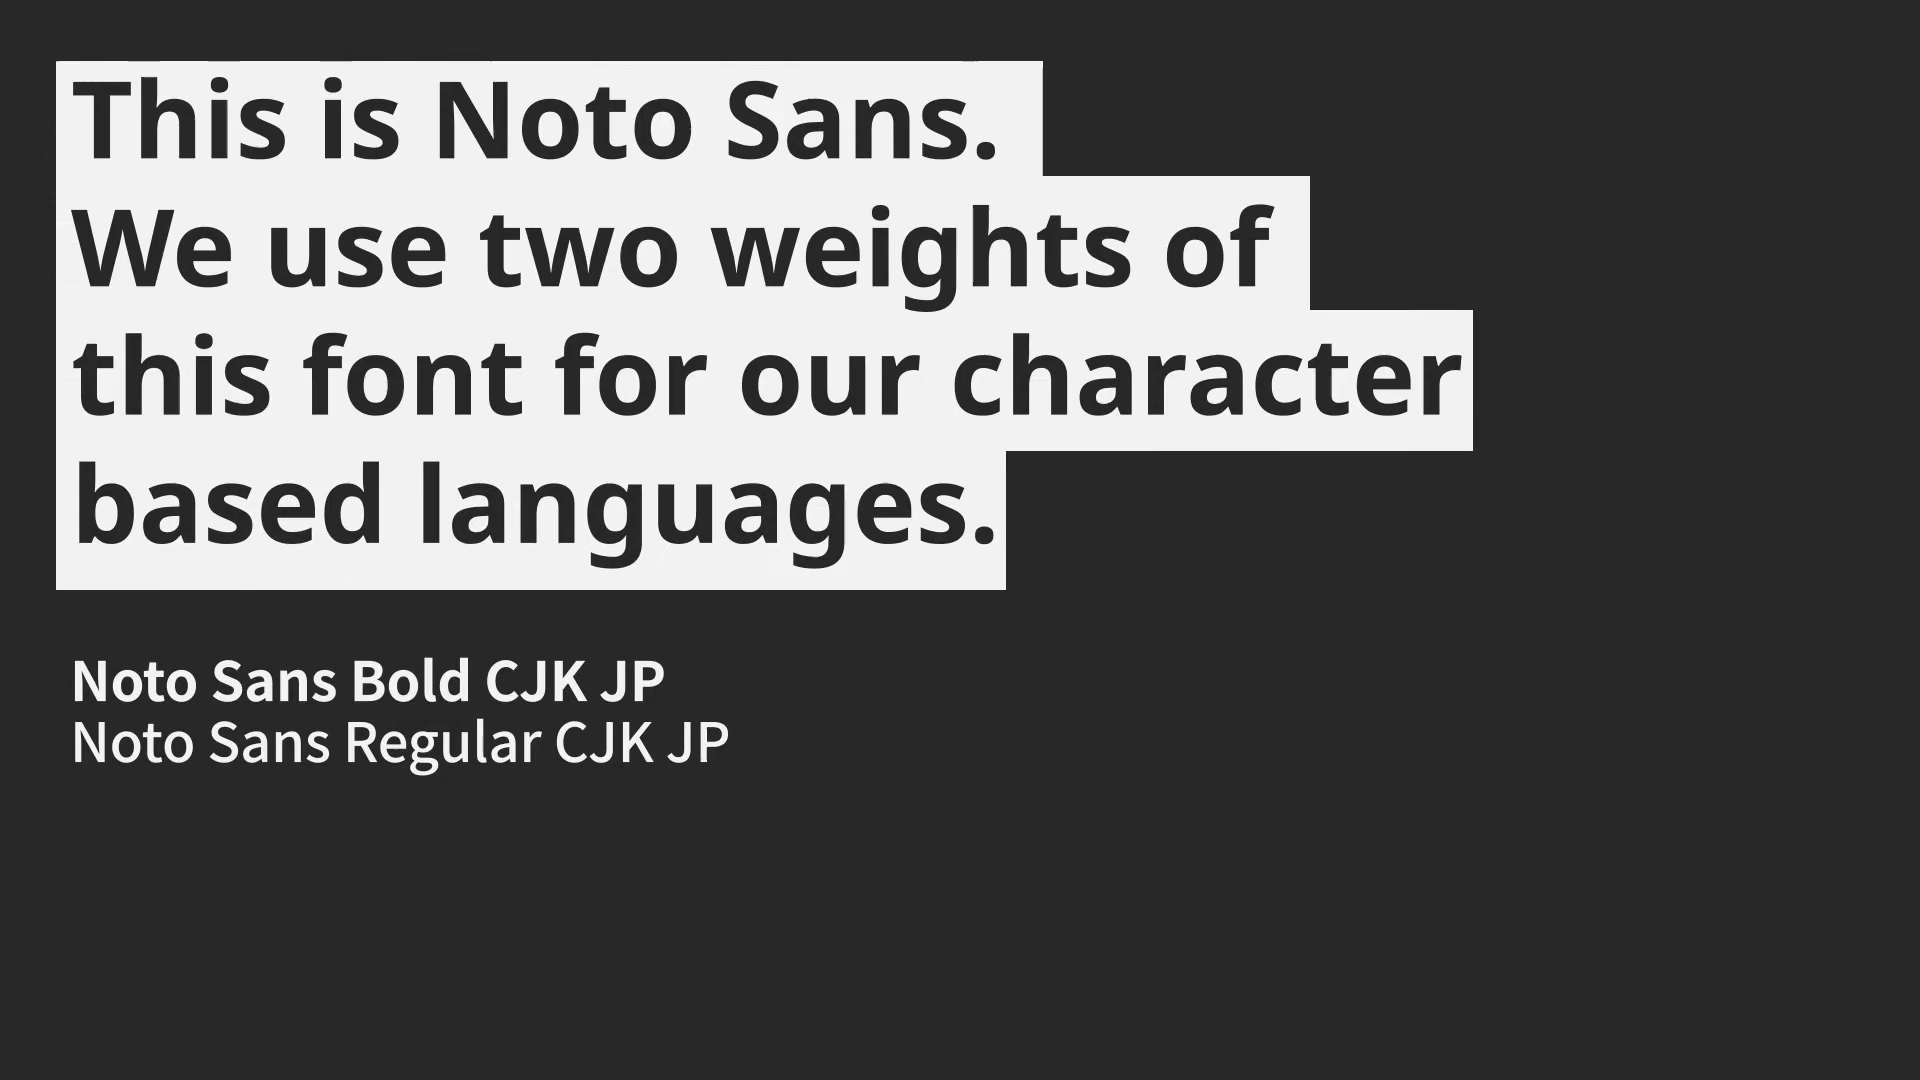 This is Noto Sans.
We use two weights of
this font for our character
based languages.
Noto Sans Bold CJK JP
Noto Sans Regular CJK JP